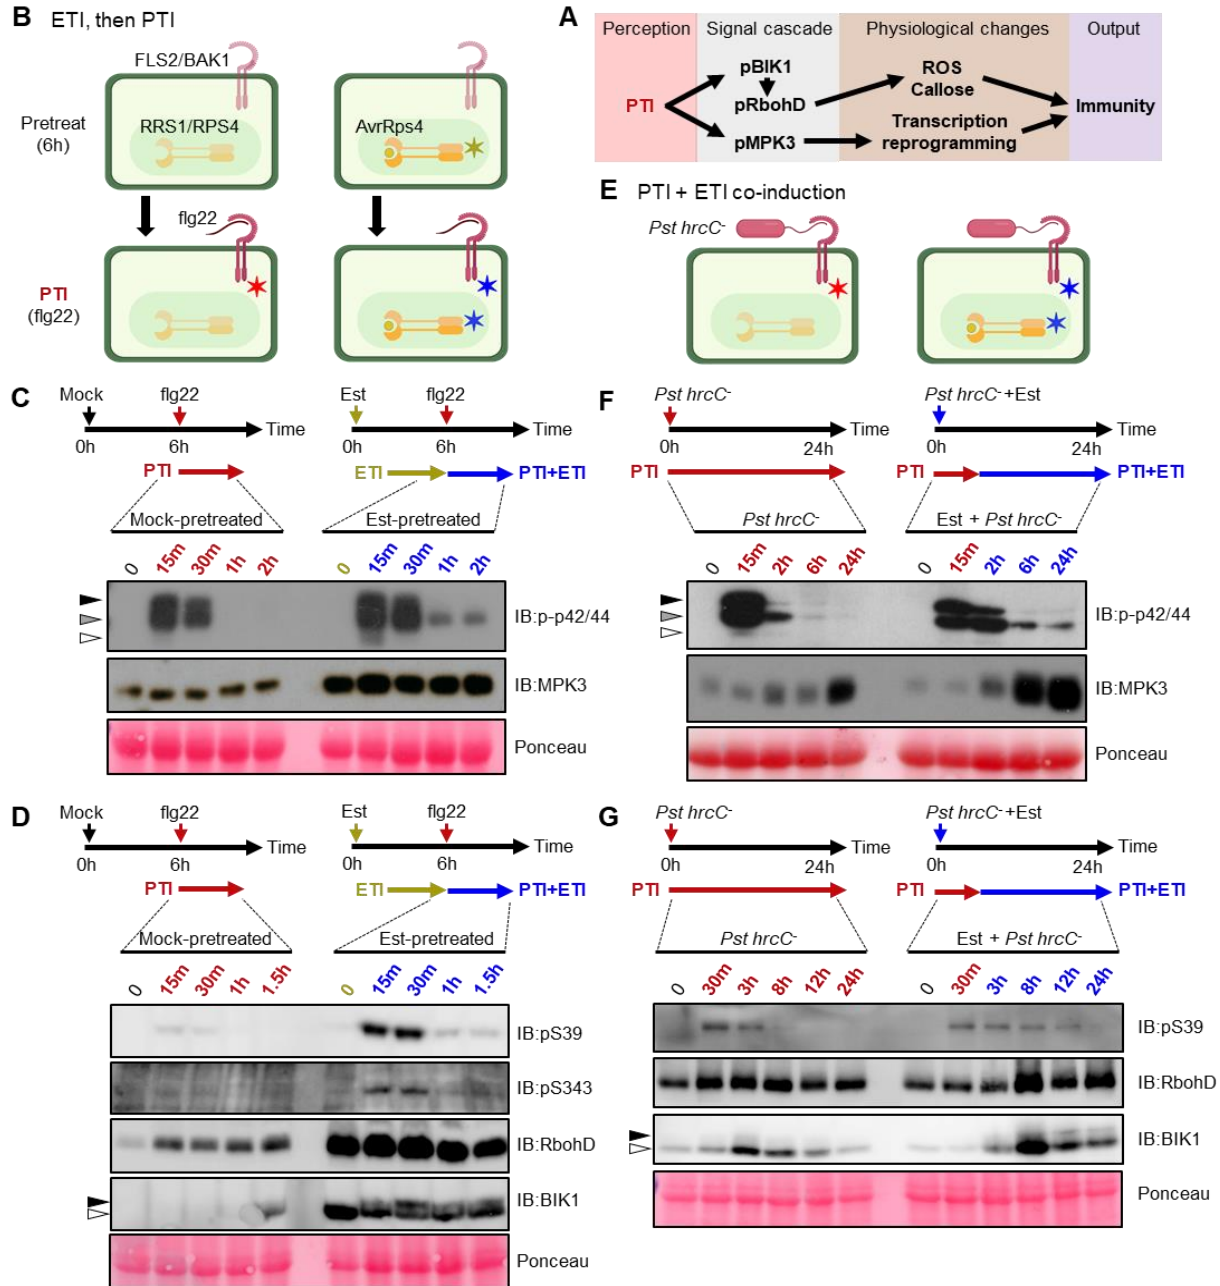 B ETI, then PTI
FLS2/BAK1
Pretreat
(6h)
RRS1/RPS4
AvrRps4
flg22
PTI
(flg22)
A
Perception Signal cascade Physiological changes Output
PTI
pBIK1
pRbohD
pMPK3
ROS
Callose
Transcription
reprogramming
Immunity
E PTI + ETI co-induction
Pst hrcC-
C
Mock flg22
0h 6h Time
PTI
Mock-pretreated
0 15m 30m 1h 2h
Est flg22
0h 6h Time
ETI PTI+ETI
Est-pretreated
0 15m 30m 1h 2h
IB:p-p42/44
IB:MPK3
Ponceau
F
Pst hrcC-
0h 24h Time
PTI
Pst hrcC-
0 15m 2h 6h 24h
Pst hrcC-+Est
0h 24h Time
PTI PTI+ETI
Est + Pst hrcC-
0 15m 2h 6h 24h
IB:p-p42/44
IB:MPK3
Ponceau
D
Mock flg22
0h 6h Time
PTI
Mock-pretreated
0 15m 30m 1h 1.5h
Est flg22
0h 6h Time
ETI PTI+ETI
Est-pretreated
0 15m 30m 1h 1.5h
IB:pS39
IB:pS343
IB:RbohD
IB:BIK1
Ponceau
G
Pst hrcC-
0h 24h Time
PTI
Pst hrcC-
0 30m 3h 8h 12h 24h
Pst hrcC-+Est
0h 24h Time
PTI PTI+ETI
Est + Pst hrcC-
0 30m 3h 8h 12h 24h
IB:pS39
IB:RbohD
IB:BIK1
Ponceau